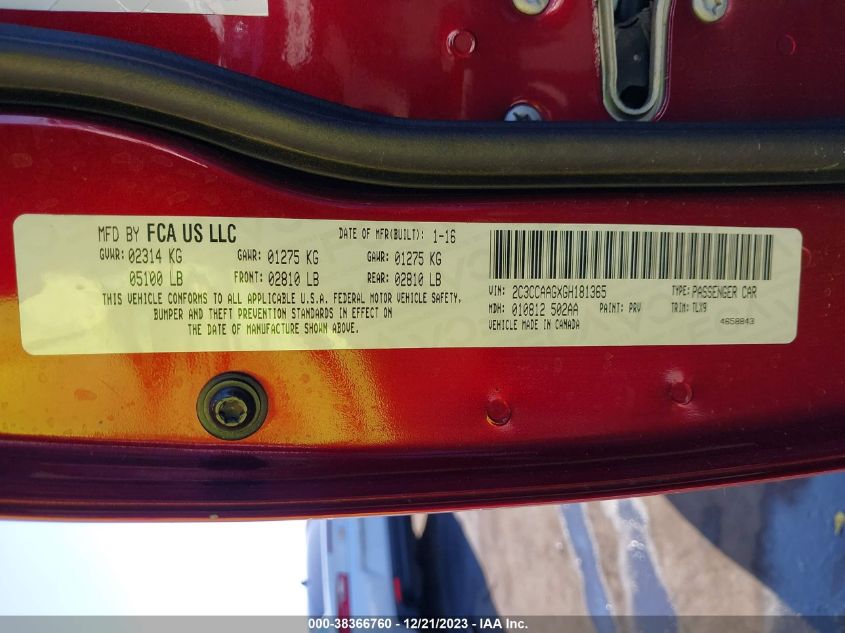 MFD BY FCA US LLC DATE OF MFR(BUILT): 1-16
GVWR: 02314 KG GAWR: 01275 KG GAWR: 01275 KG
05100 LB FRONT: 02810 LB REAR: 02810 LB
THIS VEHICLE CONFORMS TO ALL APPLICABLE U.S.A. FEDERAL MOTOR VEHICLE SAFETY,
BUMPER AND THEFT PREVENTION STANDARDS IN EFFECT ON
THE DATE OF MANUFACTURE SHOWN ABOVE.
VIN: 2C3CCAAGXGH181365 TYPE: PASSENGER CAR
MDH: 010812 502AA PAINT: PRV TRIM: TLX9
VEHICLE MADE IN CANADA 4658843
000-38366760 - 12/21/2023 - IAA Inc.